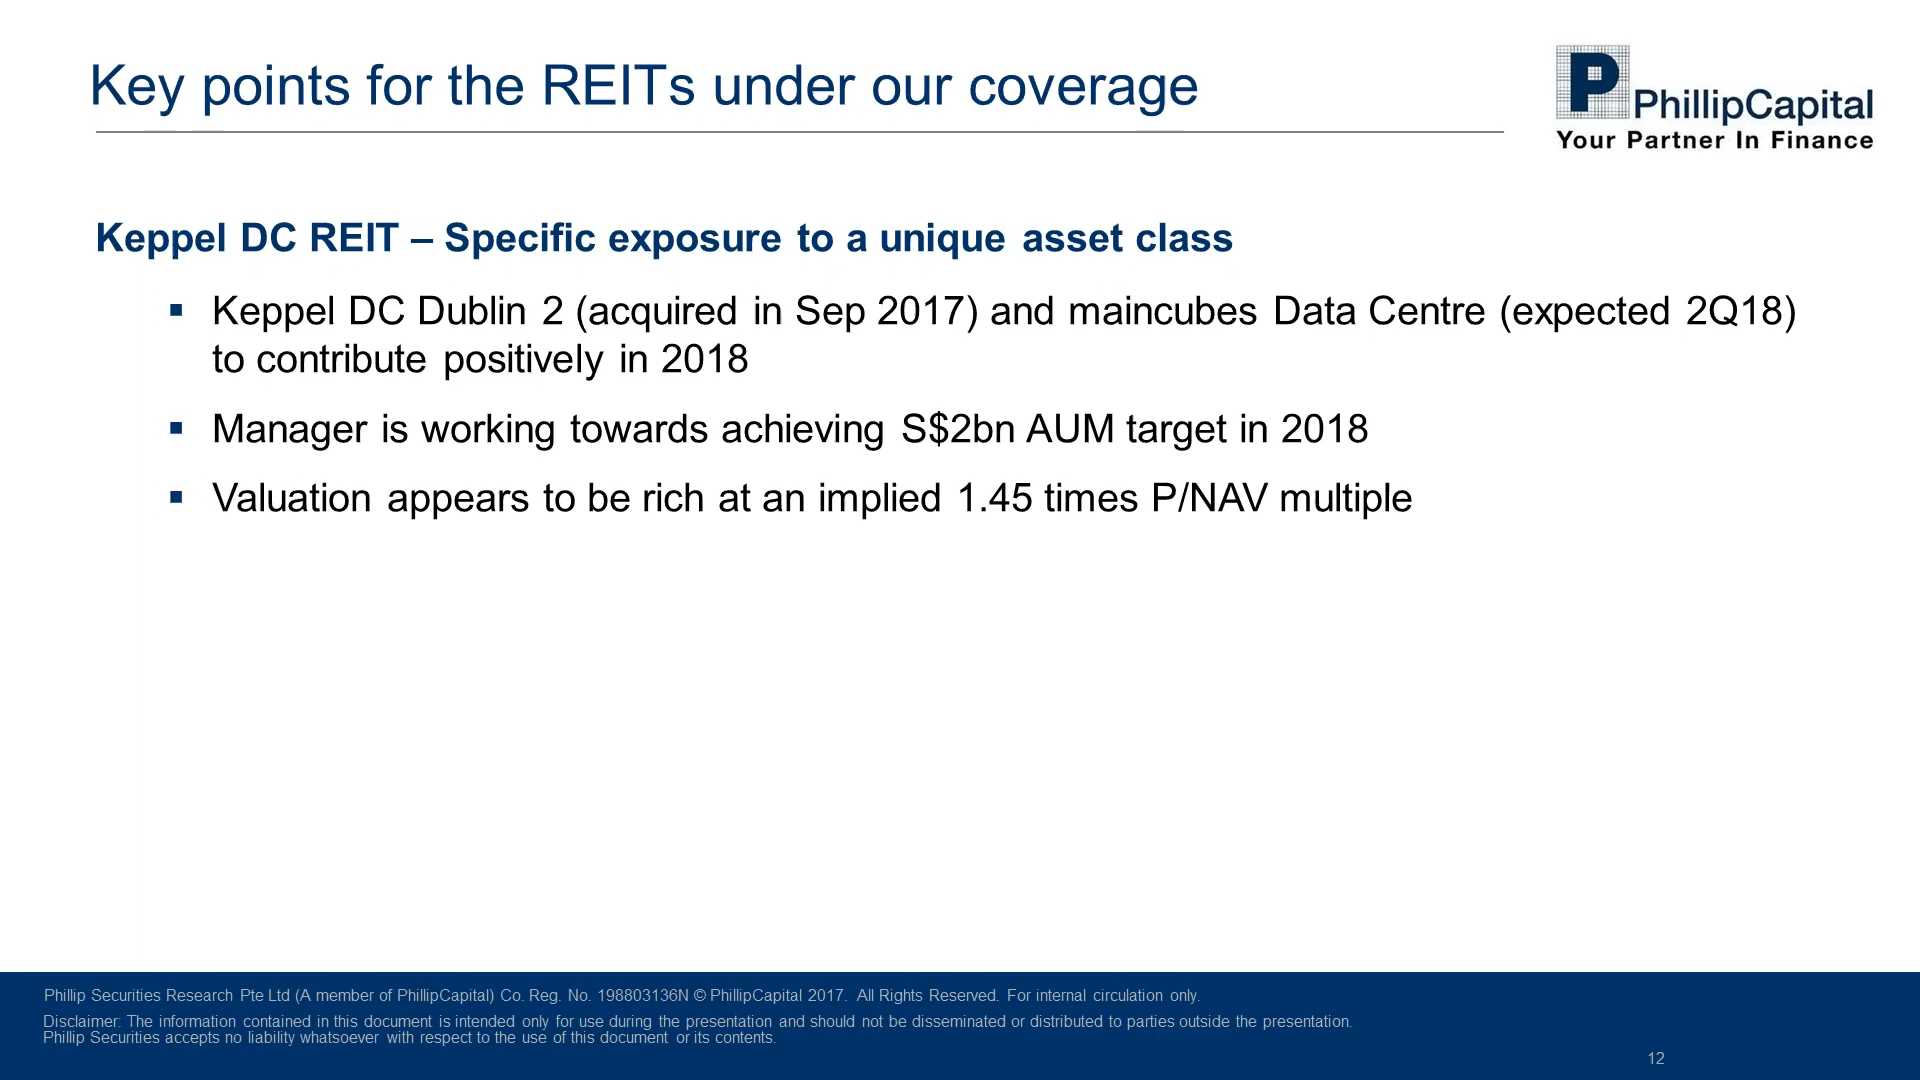 Key points for the REITs under our coverage
P
PhillipCapital
Your Partner In Finance
Keppel DC REIT – Specific exposure to a unique asset class
▪ Keppel DC Dublin 2 (acquired in Sep 2017) and maincubes Data Centre (expected 2Q18)
to contribute positively in 2018
▪ Manager is working towards achieving S$2bn AUM target in 2018
▪ Valuation appears to be rich at an implied 1.45 times P/NAV multiple
Phillip Securities Research Pte Ltd (A member of PhillipCapital) Co. Reg. No. 198803136N © PhillipCapital 2017. All Rights Reserved. For internal circulation only.
Disclaimer: The information contained in this document is intended only for use during the presentation and should not be disseminated or distributed to parties outside the presentation.
Phillip Securities accepts no liability whatsoever with respect to the use of this document or its contents.
12